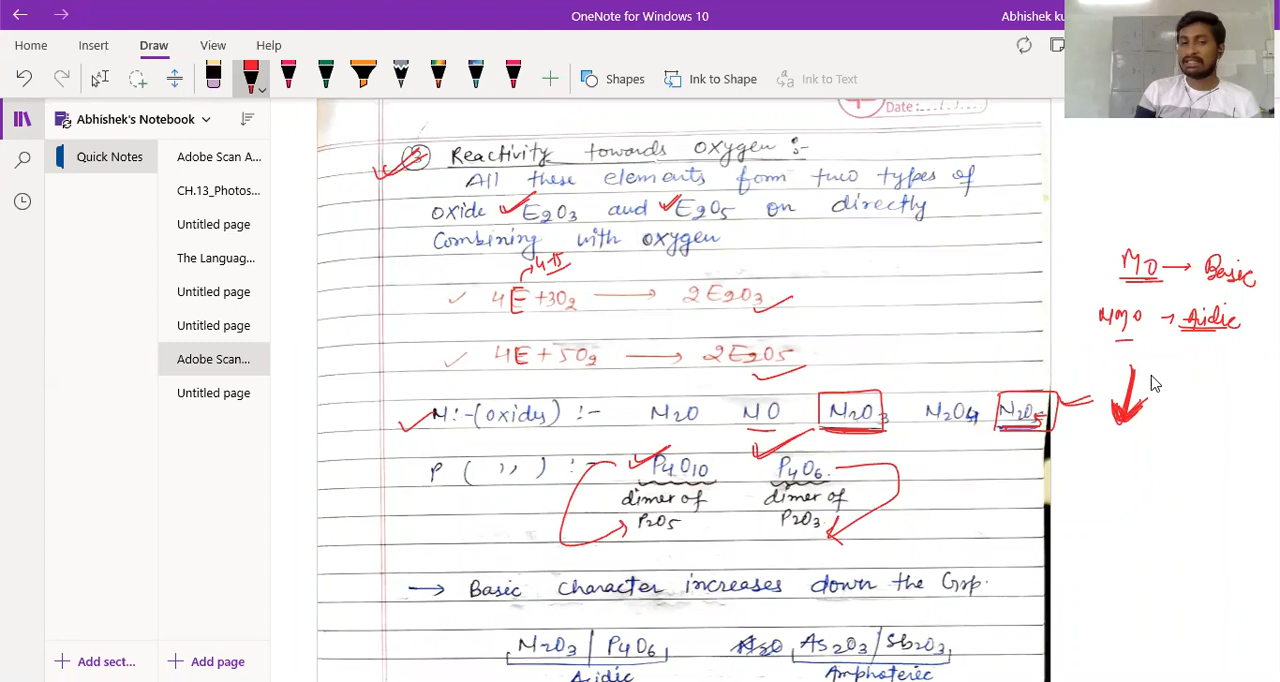 OneNote for Windows 10
Abhishek ku
Home Insert Draw View Help
Shapes Ink to Shape Ink to Text
Abhishek's Notebook
Quick Notes
Adobe Scan A...
CH.13_Photos...
Untitled page
The Languag...
Untitled page
Untitled page
Adobe Scan...
Untitled page
Add sect...
Add page
Date:...../...../......
③ Reactivity towards oxygen :-
All these elements form two types of
oxide E2O3 and E2O5 on directly
Combining with oxygen
4E + 3O2 → 2E2O3
4E + 5O2 → 2E2O5
N:-(oxides) :- N2O NO N2O3 N2O4 N2O5
P ( ,, ) :- P4O10 P4O6
dimer of dimer of
P2O5 P2O3
→ Basic character increases down the Grp.
N2O3 | P4O6 As2O3/Sb2O3
Acidic Amphoteric
MO → Basic
NMO → Acidic